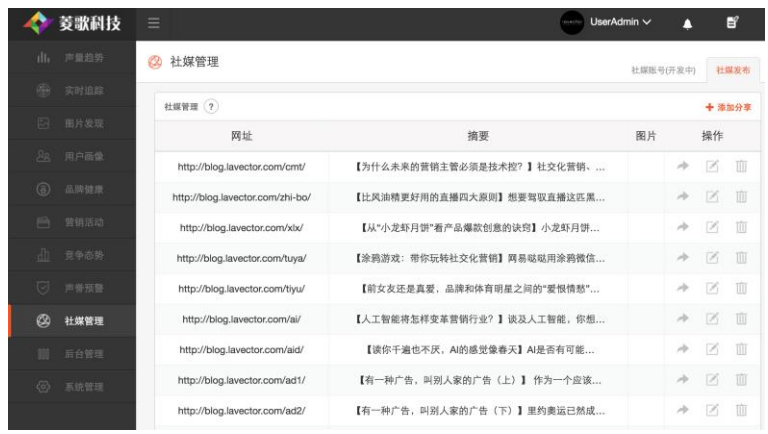 菱歌科技
UserAdmin
声量趋势
实时追踪
图片发现
用户画像
品牌健康
营销活动
竞争态势
声誉预警
社媒管理
后台管理
系统管理
社媒管理
社媒账号(开发中) 社媒发布
社媒管理 ? 添加分享
网址 摘要 图片 操作
http://blog.lavector.com/cmt/ 【为什么未来的营销主管必须是技术控？】社交化营销、...
http://blog.lavector.com/zhi-bo/ 【比风油精更好用的直播四大原则】想要驾驭直播这匹黑...
http://blog.lavector.com/xlx/ 【从“小龙虾月饼”看产品爆款创意的诀窍】小龙虾月饼...
http://blog.lavector.com/tuya/ 【涂鸦游戏：带你玩转社交化营销】网易哒哒用涂鸦微信...
http://blog.lavector.com/tiyu/ 【前女友还是真爱，品牌和体育明星之间的“爱恨情愁”...
http://blog.lavector.com/ai/ 【人工智能将怎样变革营销行业？】谈及人工智能，你想...
http://blog.lavector.com/aid/ 【读你千遍也不厌，AI的感觉像春天】AI是否有可能...
http://blog.lavector.com/ad1/ 【有一种广告，叫别人家的广告（上）】 作为一个应该...
http://blog.lavector.com/ad2/ 【有一种广告，叫别人家的广告（下）】里约奥运已然成...